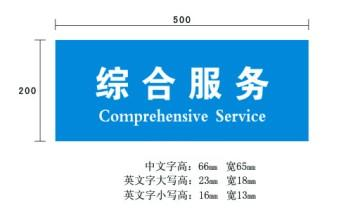 500
200
综合服务
Comprehensive Service
中文字高：66㎜ 宽65㎜
英文字大写高：23㎜ 宽18㎜
英文字小写高：16㎜ 宽13㎜